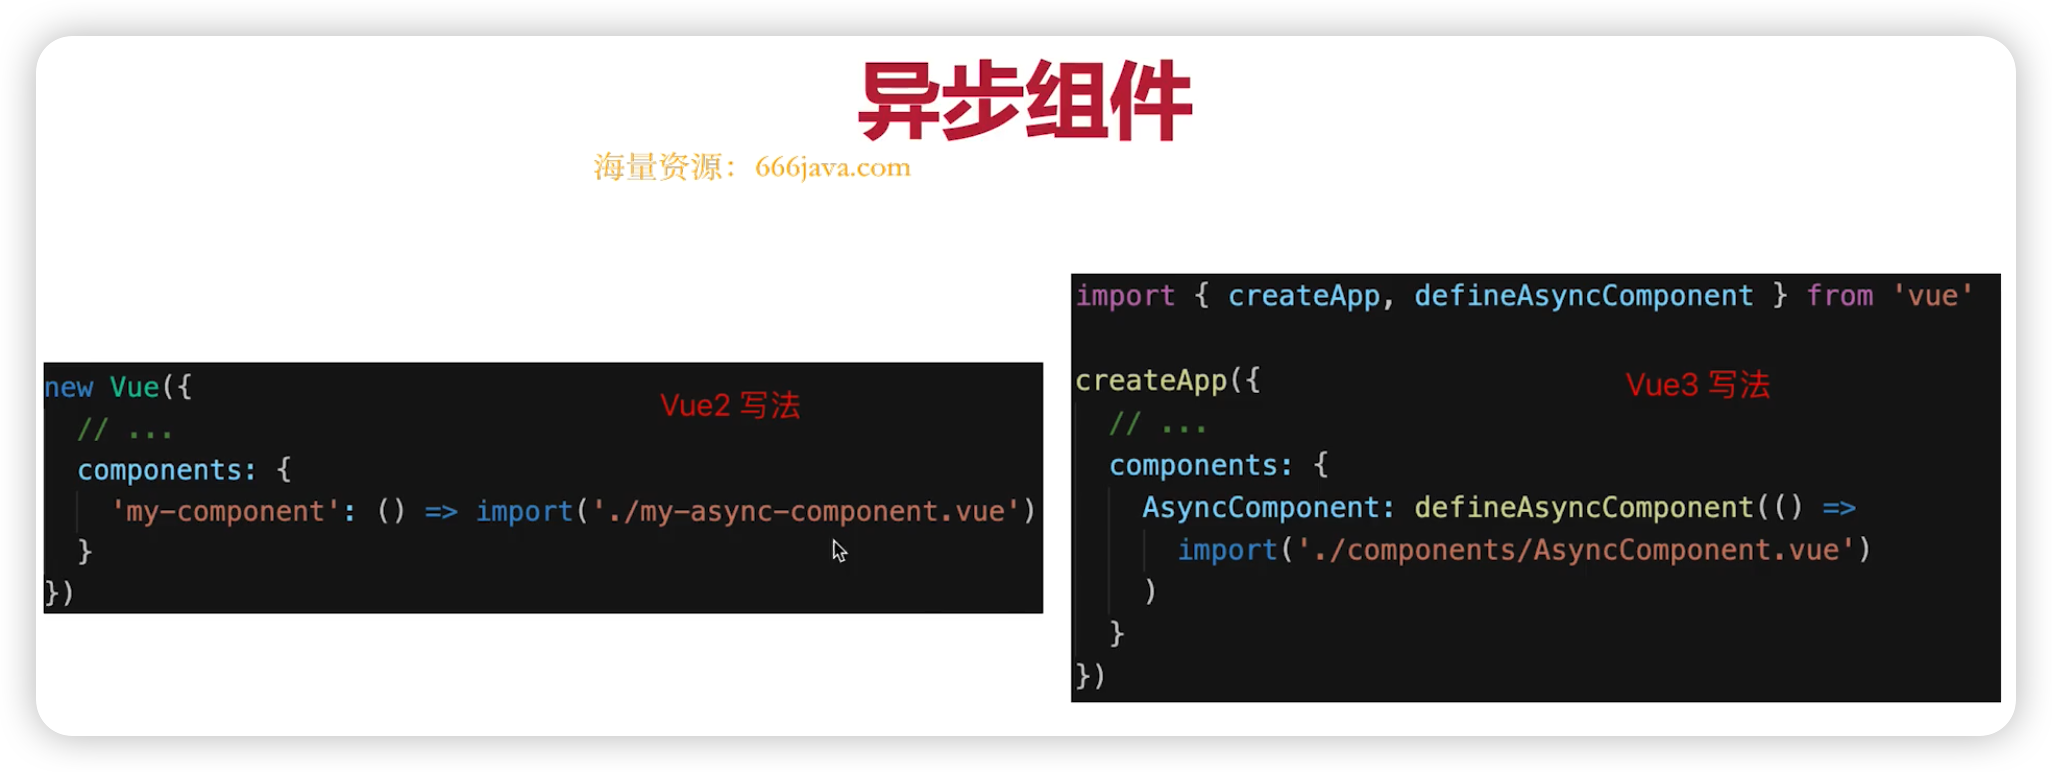 异步组件
海量资源：666java.com
new Vue({
Vue2 写法
  // ...
  components: {
    'my-component': () => import('./my-async-component.vue')
  }
})
import { createApp, defineAsyncComponent } from 'vue'
createApp({
Vue3 写法
  // ...
  components: {
    AsyncComponent: defineAsyncComponent(() =>
      import('./components/AsyncComponent.vue')
    )
  }
})